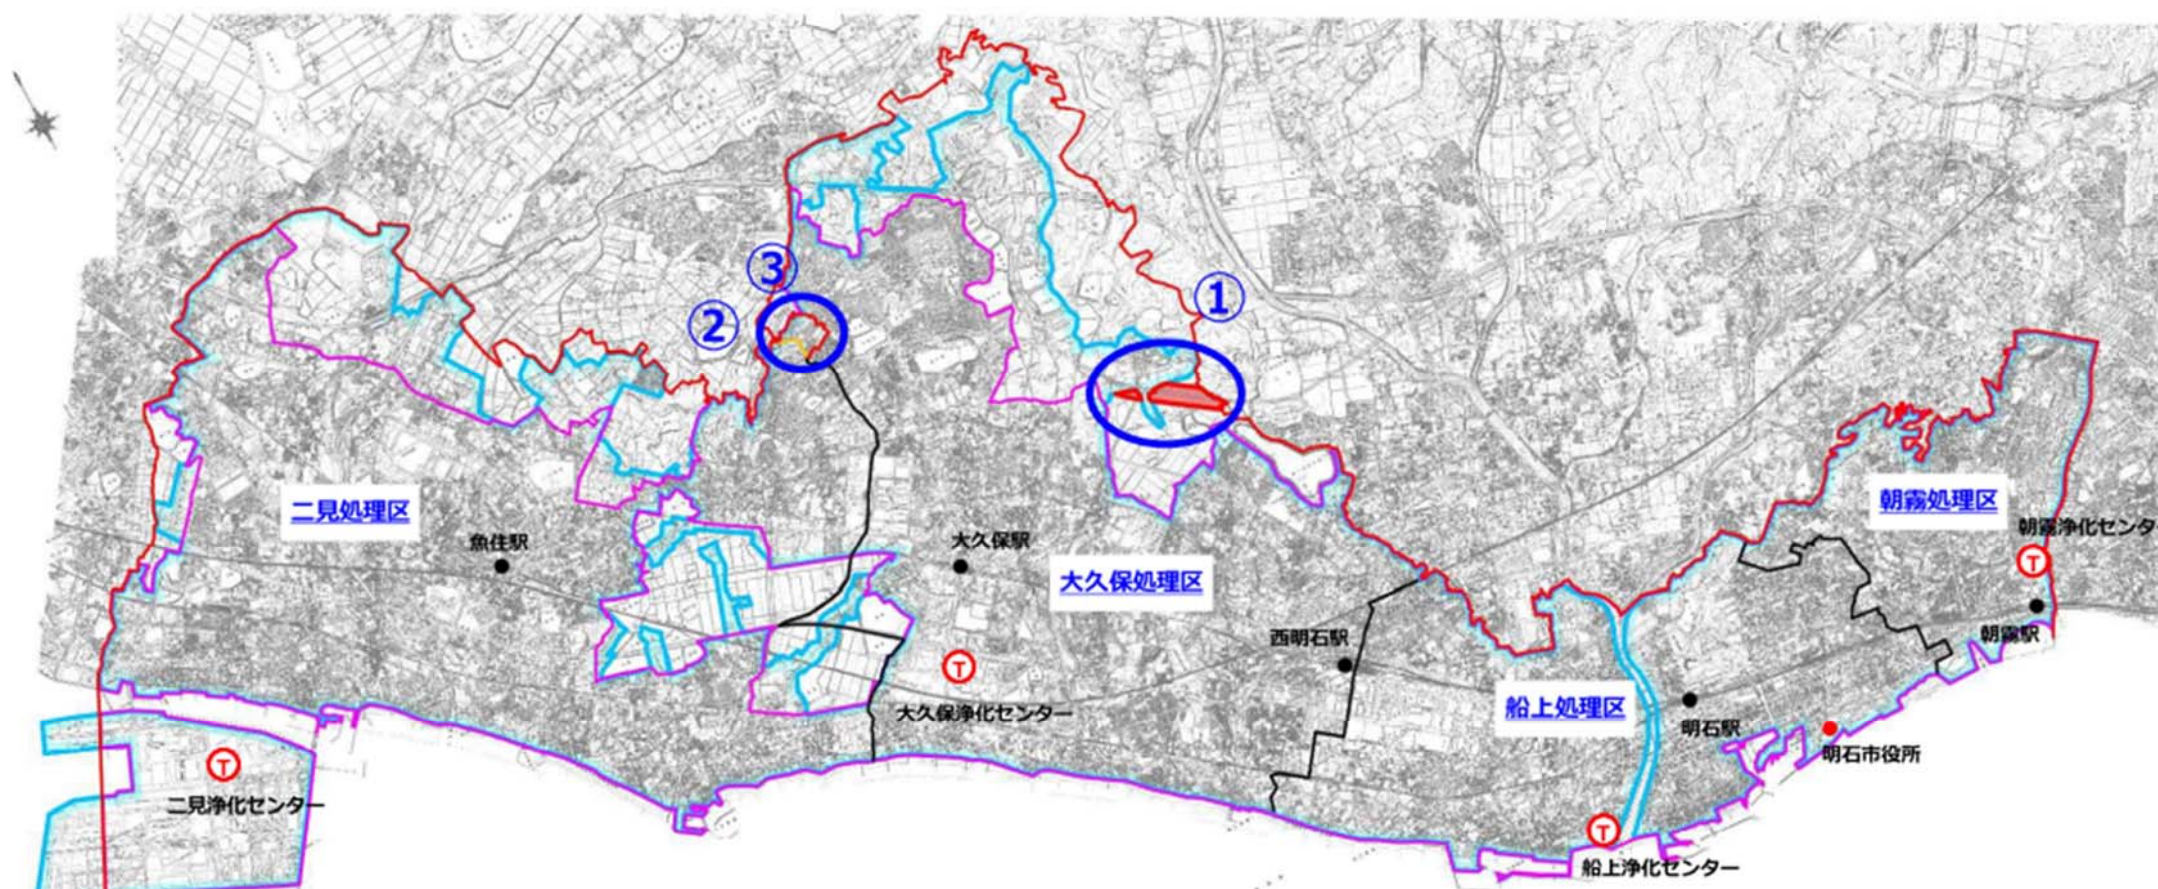 ①
③
②
朝霧処理区
二見処理区
朝霧浄化センター
T
魚住駅
大久保駅
大久保処理区
朝霧駅
西明石駅
T
船上処理区
大久保浄化センター
明石駅
明石市役所
T
二見浄化センター
T
船上浄化センター